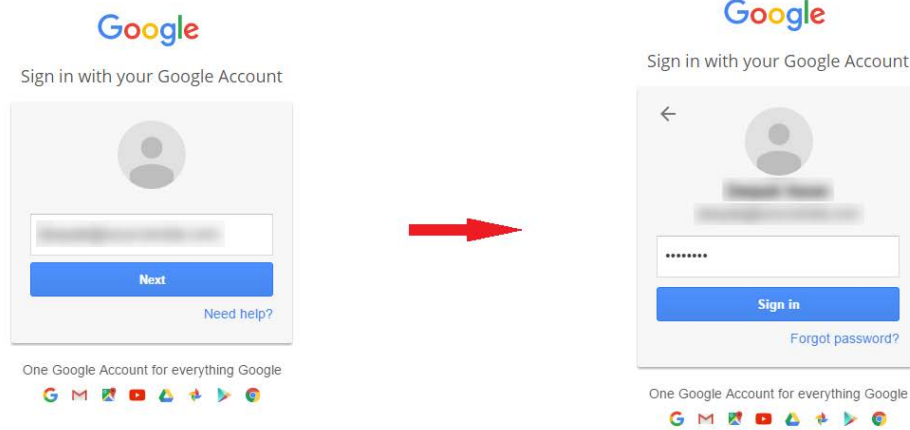 Google
Sign in with your Google Account
Next
Need help?
One Google Account for everything Google
Google
Sign in with your Google Account
••••••••
Sign in
Forgot password?
One Google Account for everything Google